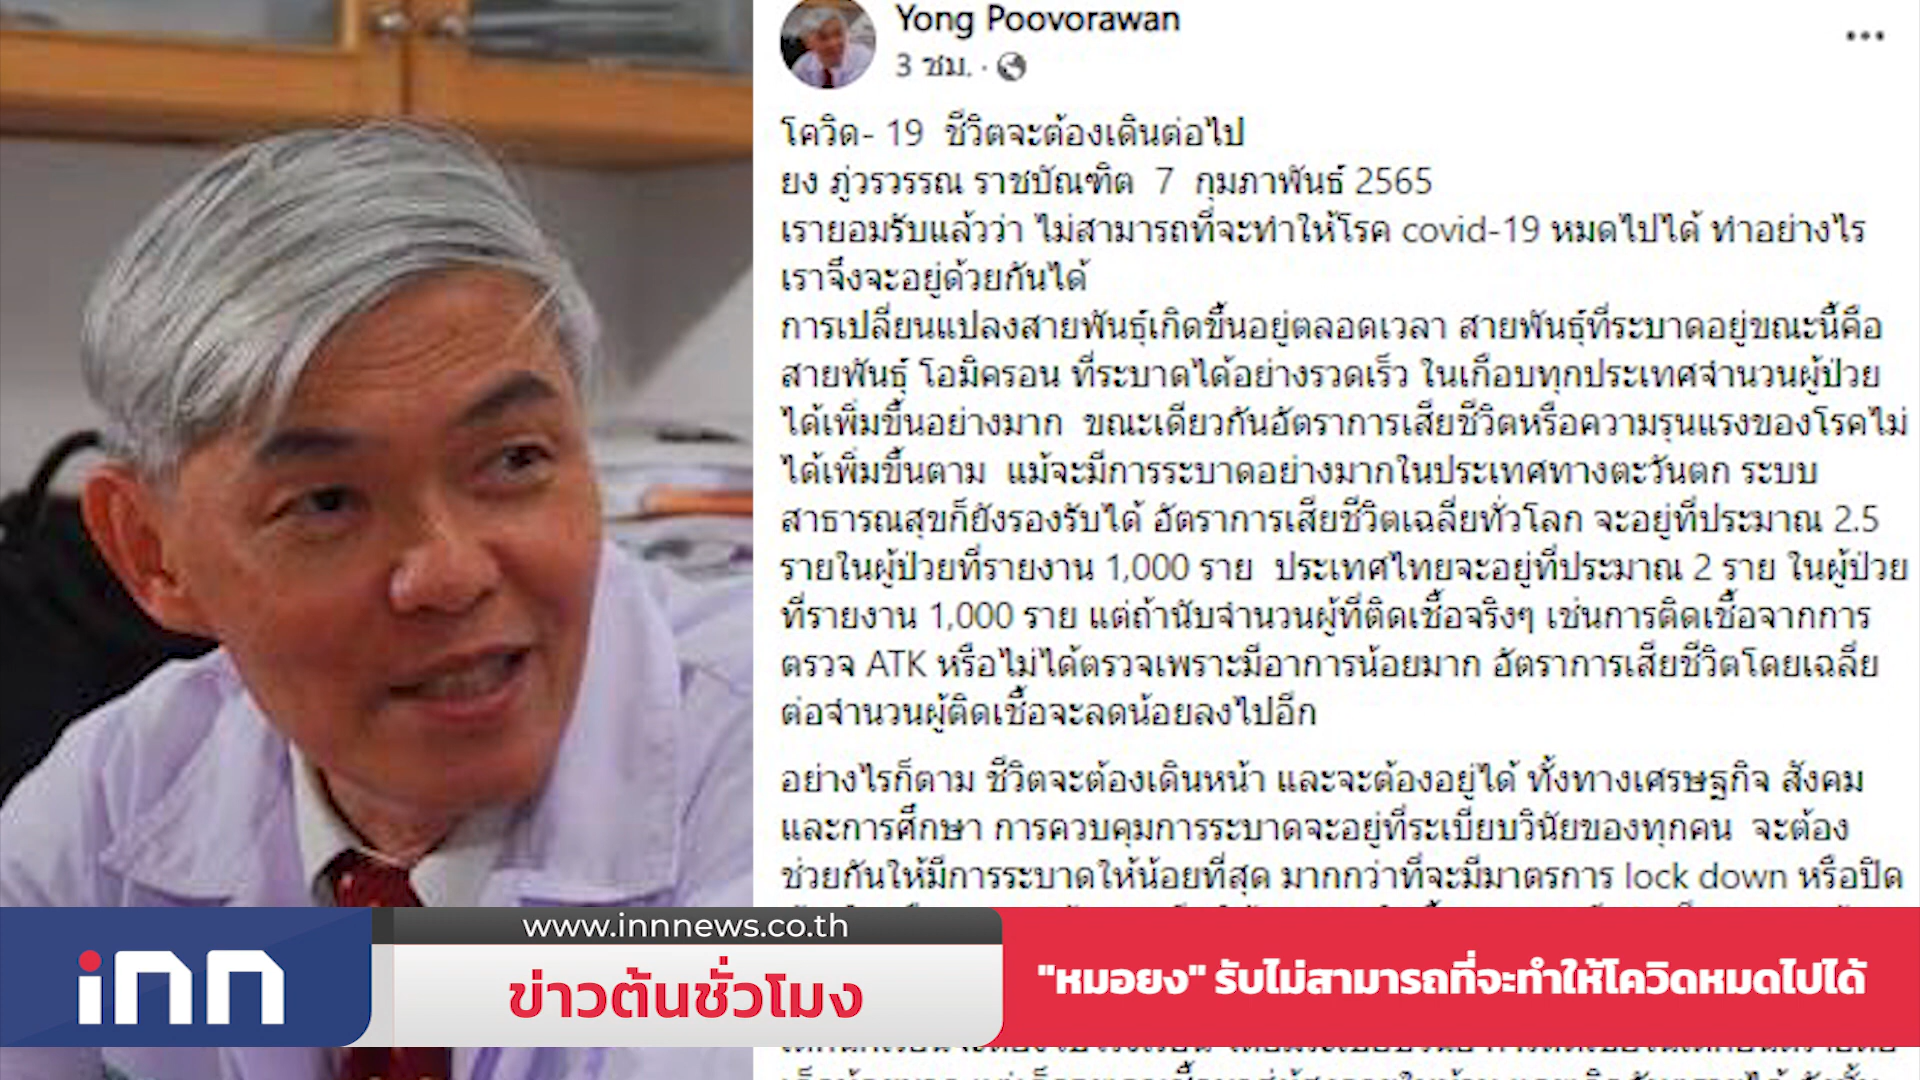 Yong Poovorawan
3 ชม. ·
โควิด- 19  ชีวิตจะต้องเดินต่อไป
ยง ภู่วรวรรณ ราชบัณฑิต  7  กุมภาพันธ์ 2565
เรายอมรับแล้วว่า ไม่สามารถที่จะทำให้โรค covid-19 หมดไปได้ ทำอย่างไร
เราจึงจะอยู่ด้วยกันได้
การเปลี่ยนแปลงสายพันธุ์เกิดขึ้นอยู่ตลอดเวลา สายพันธุ์ที่ระบาดอยู่ขณะนี้คือ
สายพันธุ์ โอมิครอน ที่ระบาดได้อย่างรวดเร็ว ในเกือบทุกประเทศจำนวนผู้ป่วย
ได้เพิ่มขึ้นอย่างมาก  ขณะเดียวกันอัตราการเสียชีวิตหรือความรุนแรงของโรคไม่
ได้เพิ่มขึ้นตาม  แม้จะมีการระบาดอย่างมากในประเทศทางตะวันตก ระบบ
สาธารณสุขก็ยังรองรับได้ อัตราการเสียชีวิตเฉลี่ยทั่วโลก จะอยู่ที่ประมาณ 2.5
รายในผู้ป่วยที่รายงาน 1,000 ราย  ประเทศไทยจะอยู่ที่ประมาณ 2 ราย ในผู้ป่วย
ที่รายงาน 1,000 ราย แต่ถ้านับจำนวนผู้ที่ติดเชื้อจริงๆ เช่นการติดเชื้อจากการ
ตรวจ ATK หรือไม่ได้ตรวจเพราะมีอาการน้อยมาก อัตราการเสียชีวิตโดยเฉลี่ย
ต่อจำนวนผู้ติดเชื้อจะลดน้อยลงไปอีก
อย่างไรก็ตาม ชีวิตจะต้องเดินหน้า และจะต้องอยู่ได้ ทั้งทางเศรษฐกิจ สังคม
และการศึกษา การควบคุมการระบาดจะอยู่ที่ระเบียบวินัยของทุกคน  จะต้อง
ช่วยกันให้มีการระบาดให้น้อยที่สุด มากกว่าที่จะมีมาตรการ lock down หรือปิด
www.innnews.co.th
inn
ข่าวต้นชั่วโมง
"หมอยง" รับไม่สามารถที่จะทำให้โควิดหมดไปได้